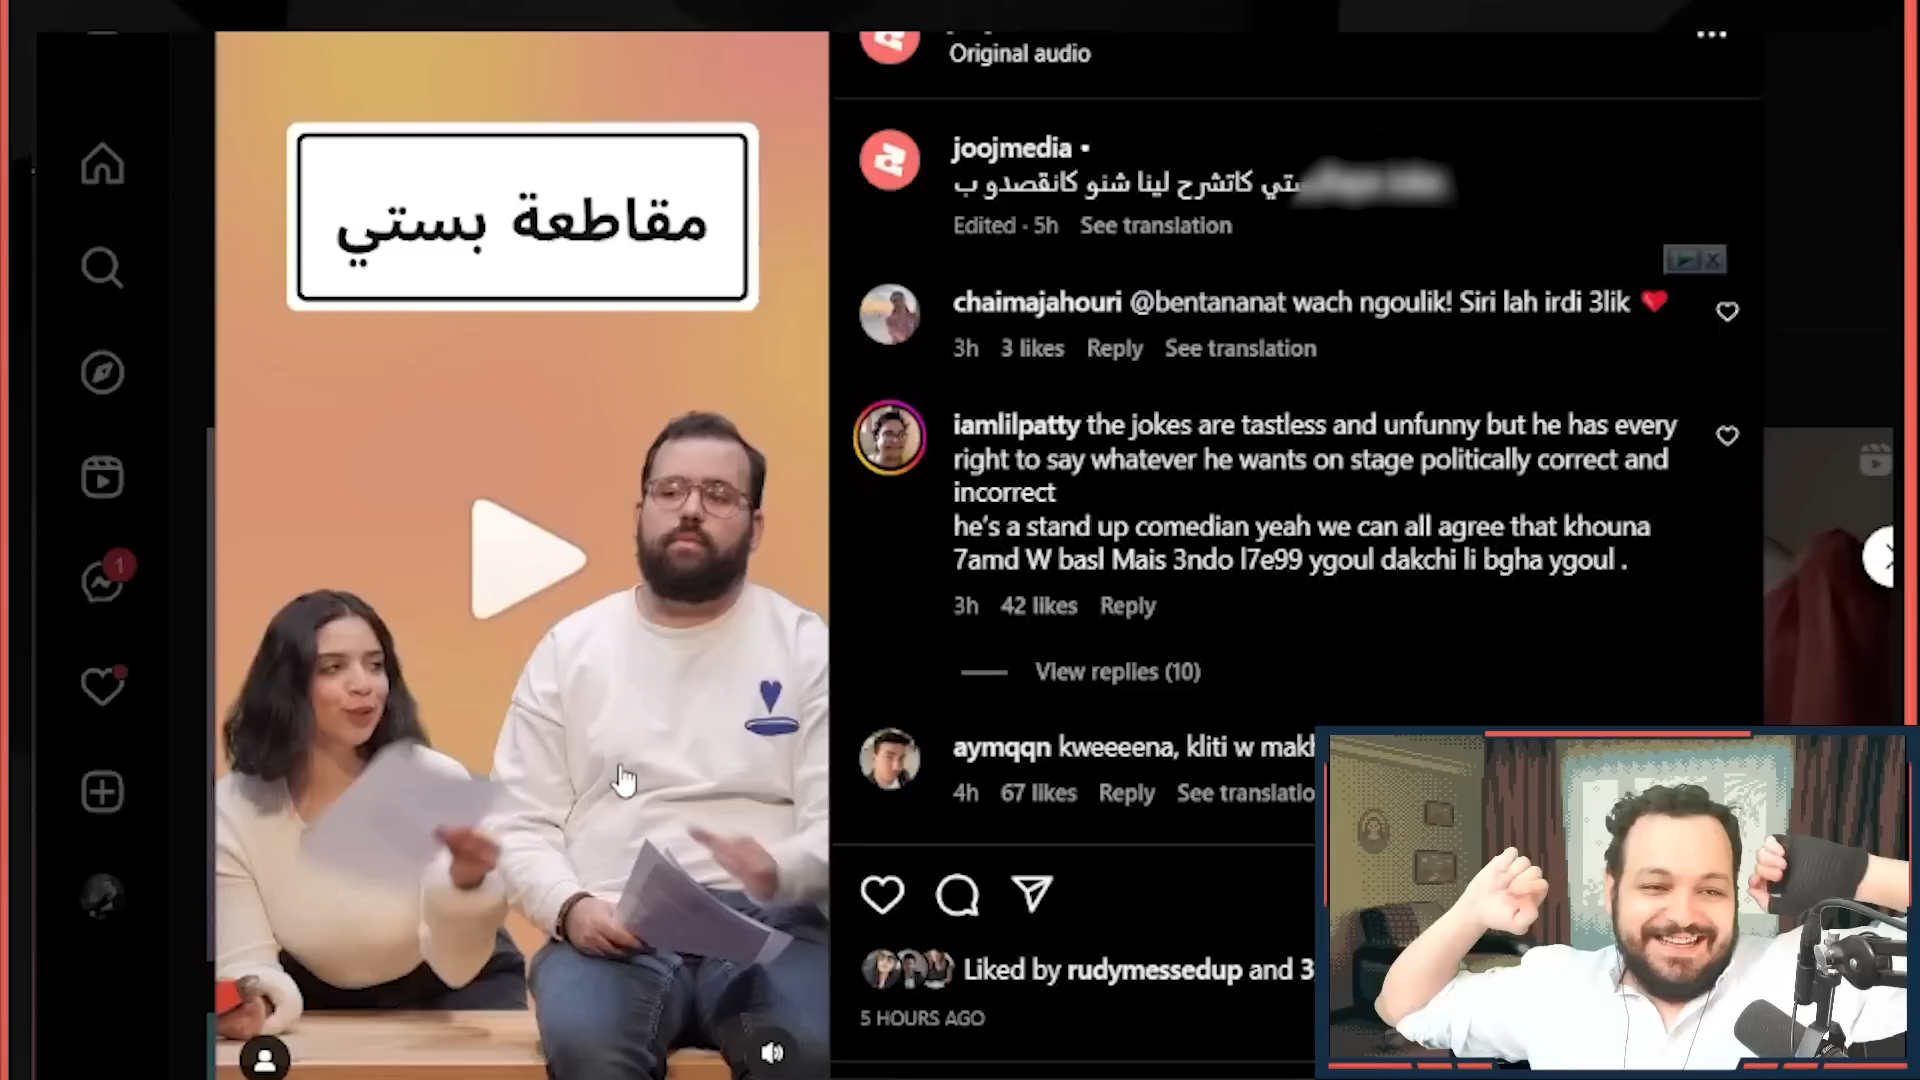 مقاطعة بستي
Original audio
joojmedia •
ستي كاتشرح لينا شنو كانقصدو ب
Edited · 5h See translation
chaimajahouri @bentananat wach ngoulik! Siri lah irdi 3lik ❤️
3h 3 likes Reply See translation
iamlilpatty the jokes are tastless and unfunny but he has every
right to say whatever he wants on stage politically correct and
incorrect
he's a stand up comedian yeah we can all agree that khouna
7amd W basl Mais 3ndo l7e99 ygoul dakchi li bgha ygoul .
3h 42 likes Reply
View replies (10)
aymqqn kweeeena, kliti w
4h 67 likes Reply See
Liked by rudymessedup and
5 HOURS AGO
1